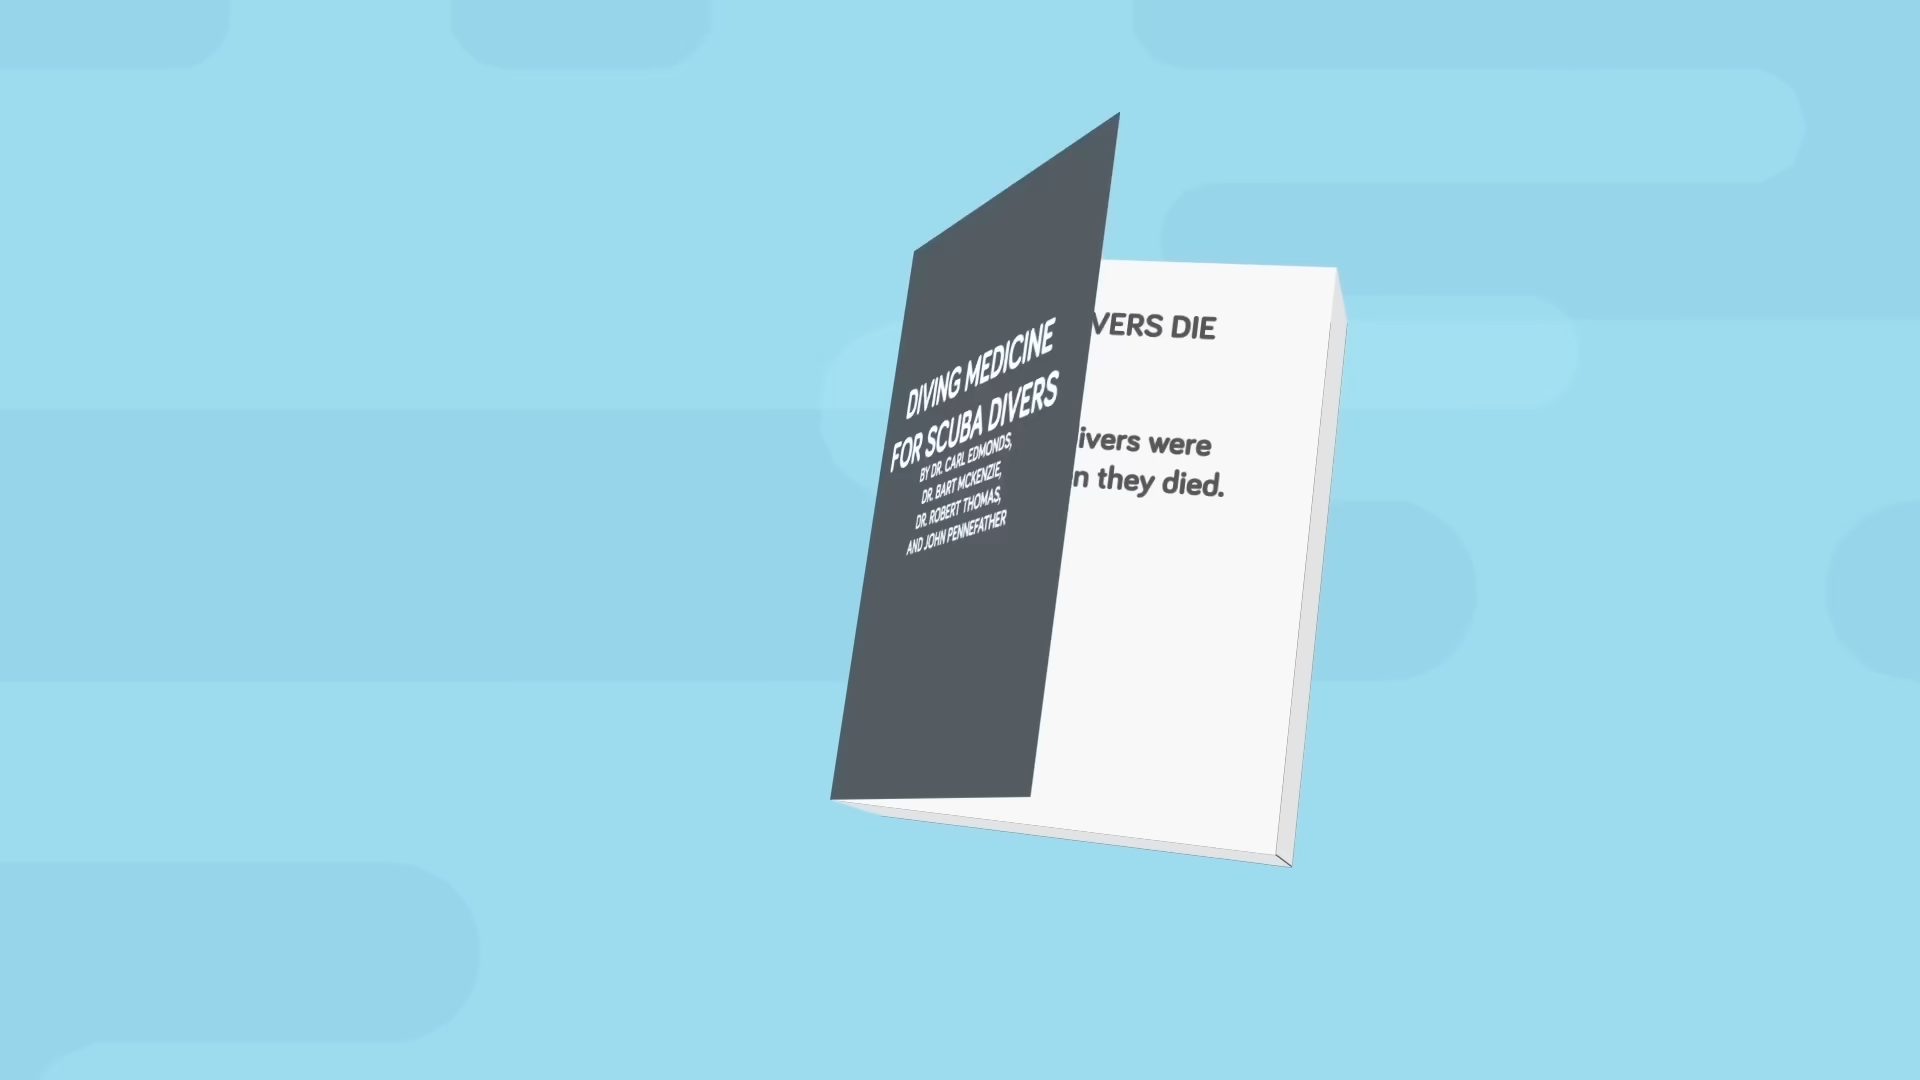 DIVING MEDICINE
FOR SCUBA DIVERS
BY DR. CARL EDMONDS,
DR. BART MCKENZIE,
DR. ROBERT THOMAS,
AND JOHN PENNEFATHER
VERS DIE
ivers were
n they died.